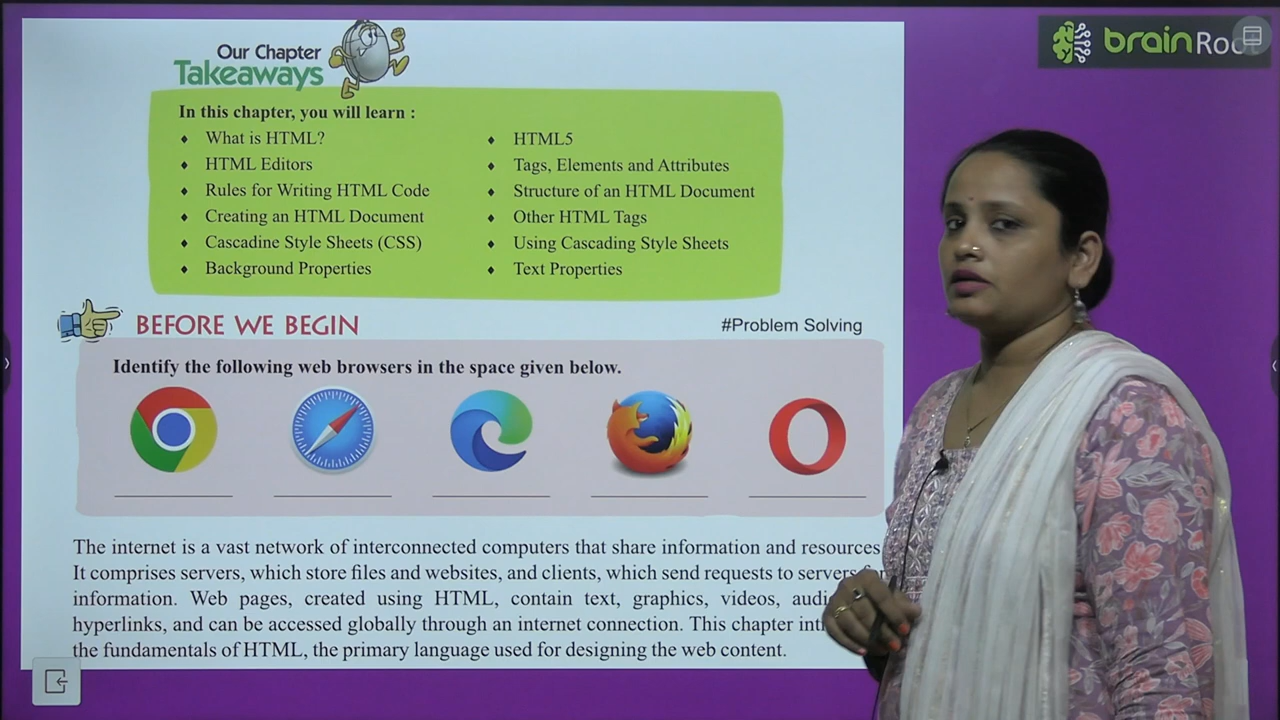 Our Chapter
Takeaways
brainRoo
In this chapter, you will learn :
♦ What is HTML?
♦ HTML Editors
♦ Rules for Writing HTML Code
♦ Creating an HTML Document
♦ Cascadine Style Sheets (CSS)
♦ Background Properties
♦ HTML5
♦ Tags, Elements and Attributes
♦ Structure of an HTML Document
♦ Other HTML Tags
♦ Using Cascading Style Sheets
♦ Text Properties
BEFORE WE BEGIN
#Problem Solving
Identify the following web browsers in the space given below.
The internet is a vast network of interconnected computers that share information and resources
It comprises servers, which store files and websites, and clients, which send requests to servers
information. Web pages, created using HTML, contain text, graphics, videos,
hyperlinks, and can be accessed globally through an internet connection. This chapter
the fundamentals of HTML, the primary language used for designing the web content.